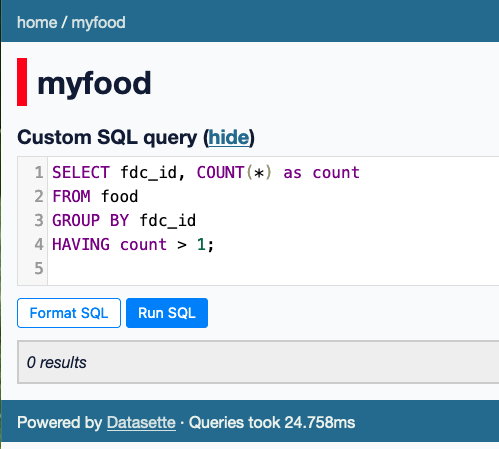 home / myfood
myfood
Custom SQL query (hide)
1 SELECT fdc_id, COUNT(*) as count
2 FROM food
3 GROUP BY fdc_id
4 HAVING count > 1;
5
Format SQL Run SQL
0 results
Powered by Datasette · Queries took 24.758ms